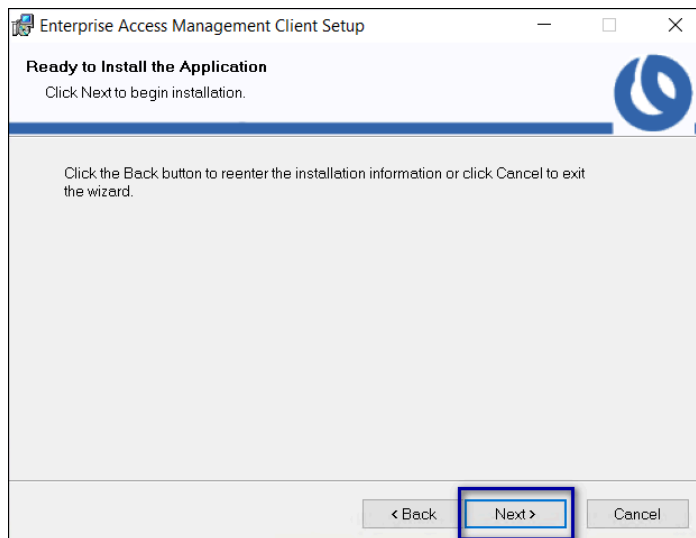 Enterprise Access Management Client Setup
Ready to Install the Application
Click Next to begin installation.
Click the Back button to reenter the installation information or click Cancel to exit
the wizard.
< Back Next > Cancel